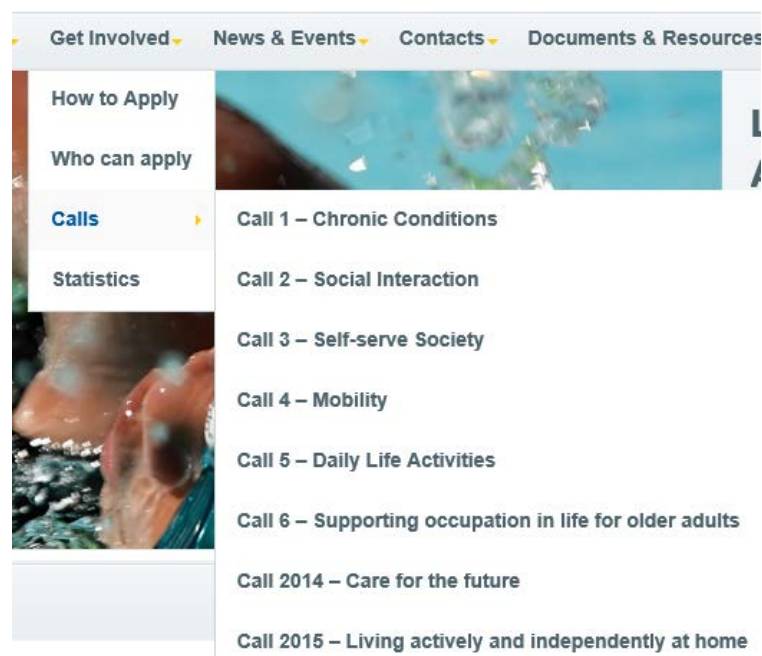 Get Involved News & Events Contacts Documents & Resources
How to Apply
Who can apply
Calls
Statistics
Call 1 – Chronic Conditions
Call 2 – Social Interaction
Call 3 – Self-serve Society
Call 4 – Mobility
Call 5 – Daily Life Activities
Call 6 – Supporting occupation in life for older adults
Call 2014 – Care for the future
Call 2015 – Living actively and independently at home